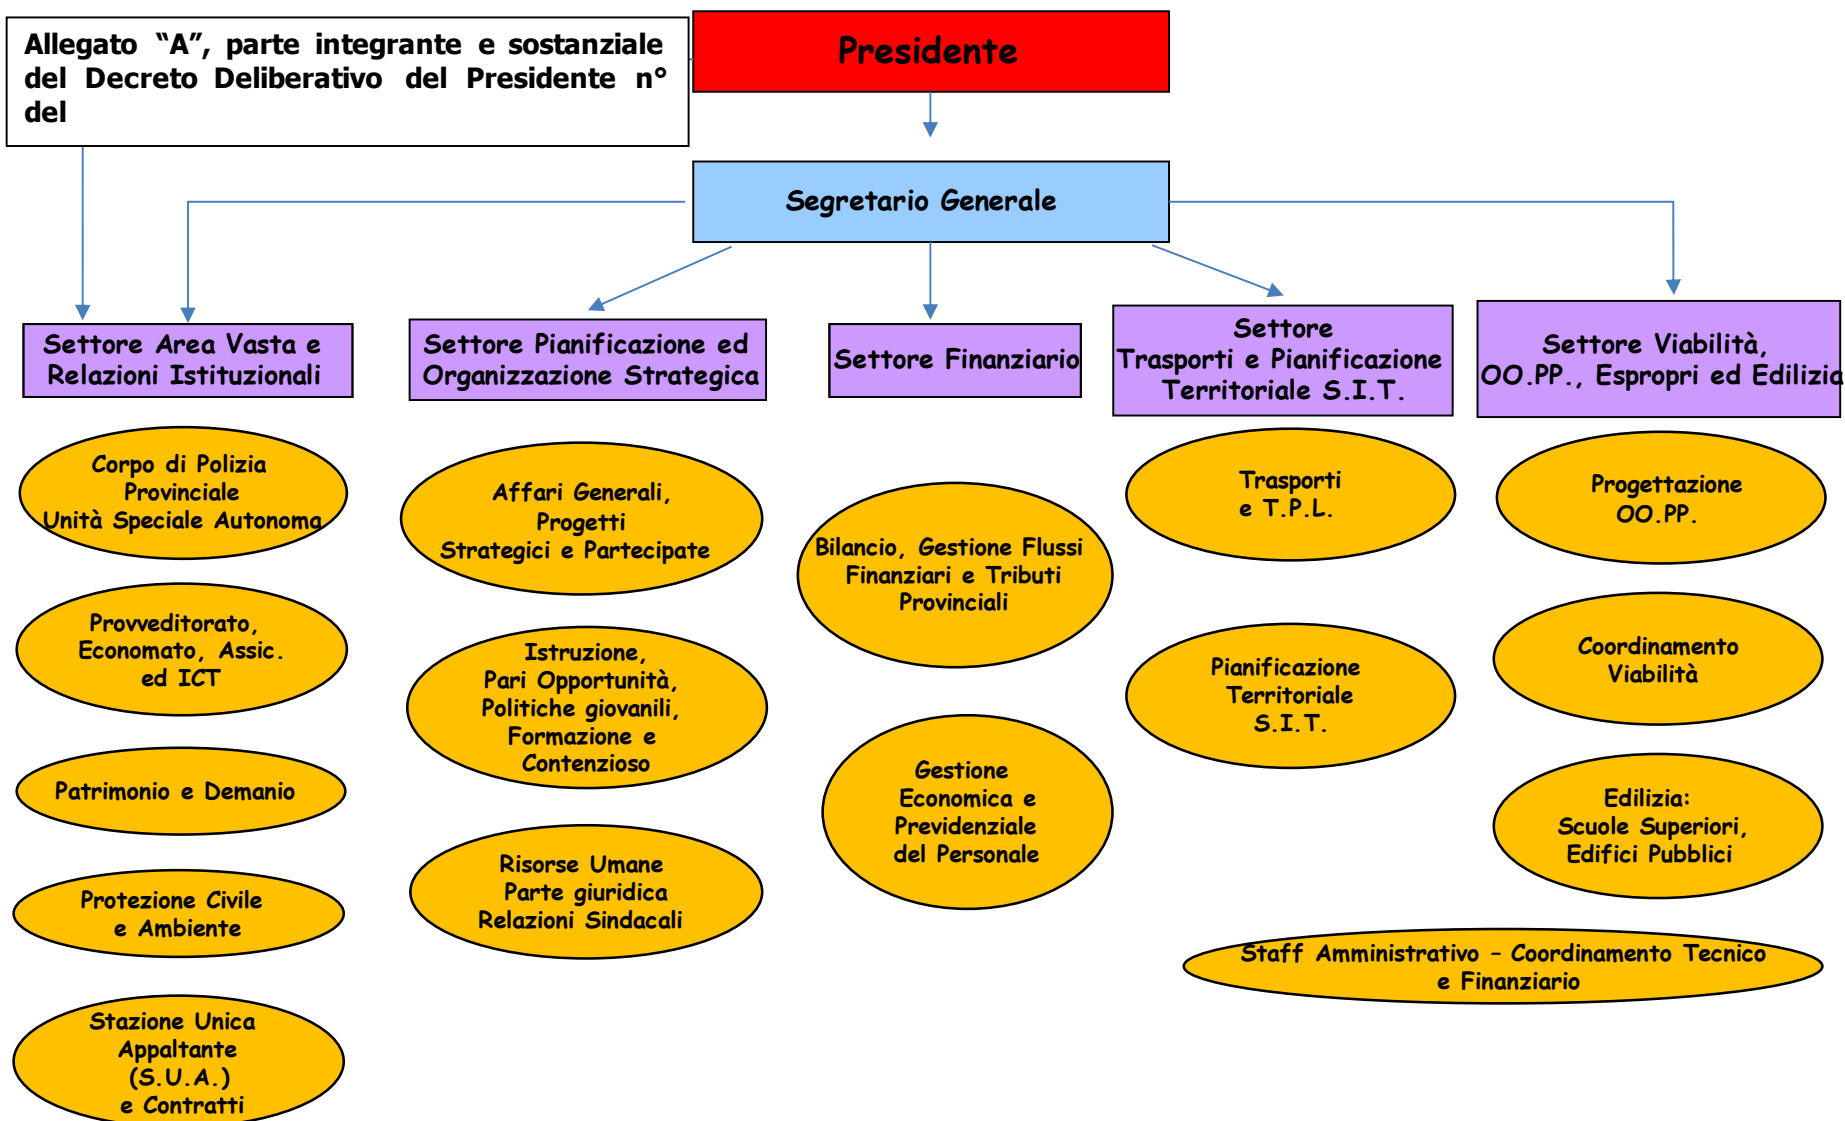 Allegato “A”, parte integrante e sostanziale
del Decreto Deliberativo del Presidente n°
del
Presidente
Segretario Generale
Settore Area Vasta e
Relazioni Istituzionali
Settore Pianificazione ed
Organizzazione Strategica
Settore Finanziario
Settore
Trasporti e Pianificazione
Territoriale S.I.T.
Settore Viabilità,
OO.PP., Espropri ed Edilizia
Corpo di Polizia
Provinciale
Unità Speciale Autonoma
Provveditorato,
Economato, Assic.
ed ICT
Patrimonio e Demanio
Protezione Civile
e Ambiente
Stazione Unica
Appaltante
(S.U.A.)
e Contratti
Affari Generali,
Progetti
Strategici e Partecipate
Istruzione,
Pari Opportunità,
Politiche giovanili,
Formazione e
Contenzioso
Risorse Umane
Parte giuridica
Relazioni Sindacali
Bilancio, Gestione Flussi
Finanziari e Tributi
Provinciali
Gestione
Economica e
Previdenziale
del Personale
Trasporti
e T.P.L.
Pianificazione
Territoriale
S.I.T.
Progettazione
OO.PP.
Coordinamento
Viabilità
Edilizia:
Scuole Superiori,
Edifici Pubblici
Staff Amministrativo – Coordinamento Tecnico
e Finanziario